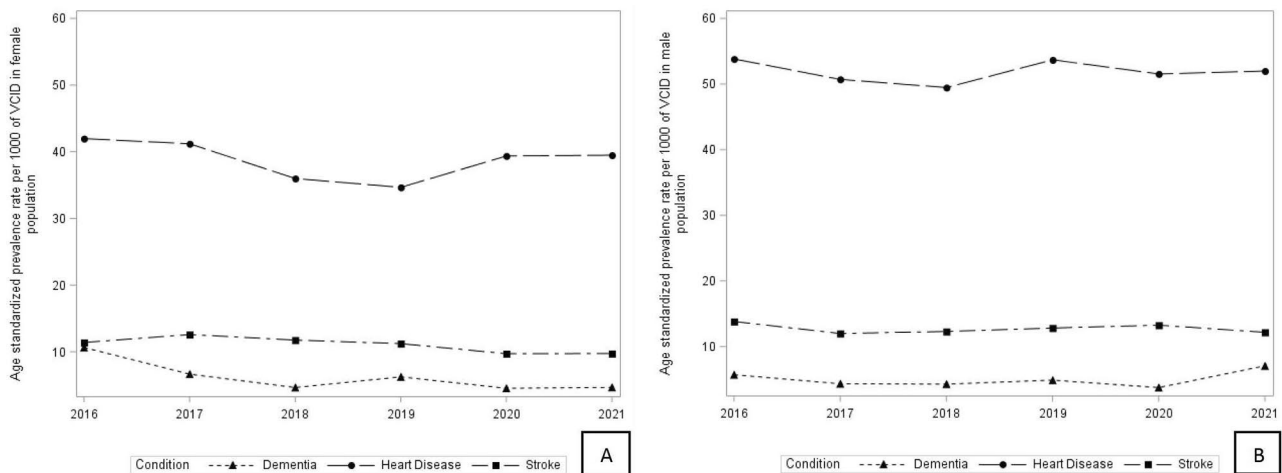 Age standardized prevalence rate per 1000 of VCID in female
population
60
50
40
30
20
10
2016 2017 2018 2019 2020 2021
A
Condition Dementia Heart Disease Stroke
Age standardized prevalence rate per 1000 of VCID in male
population
60
50
40
30
20
10
2016 2017 2018 2019 2020 2021
B
Condition Dementia Heart Disease Stroke